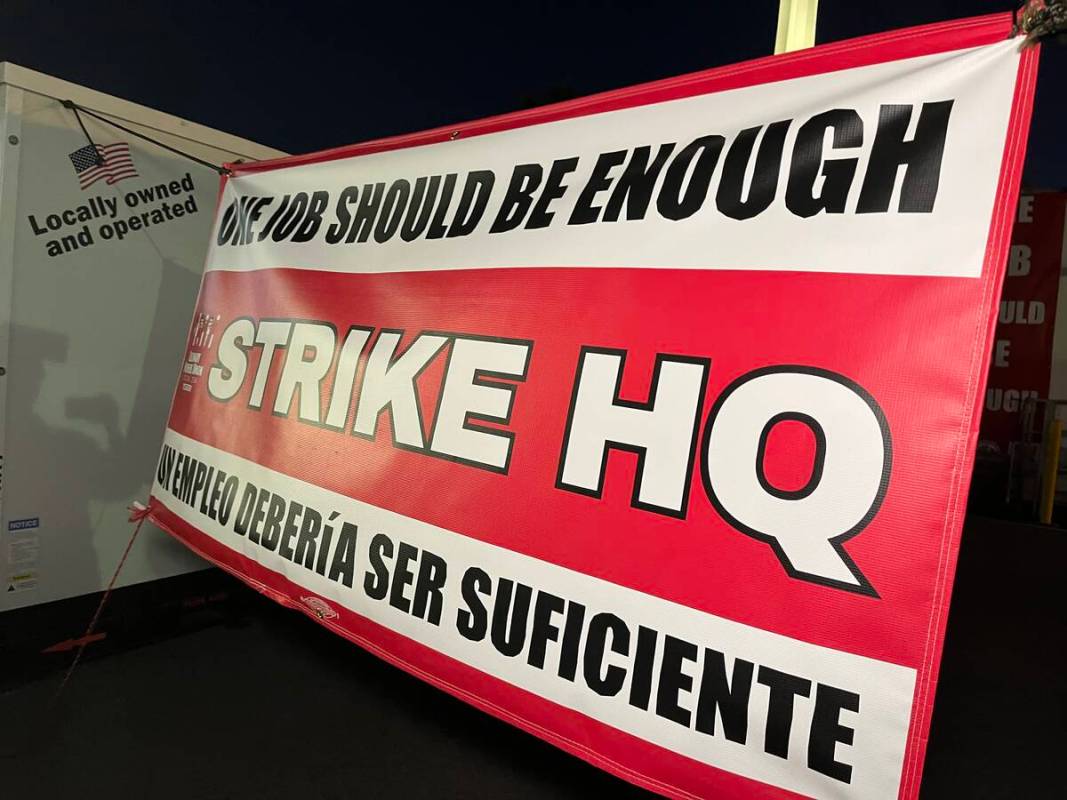 Locally owned
and operated
ONE JOB SHOULD BE ENOUGH
STRIKE HQ
UN EMPLEO DEBERÍA SER SUFICIENTE
NOTICE